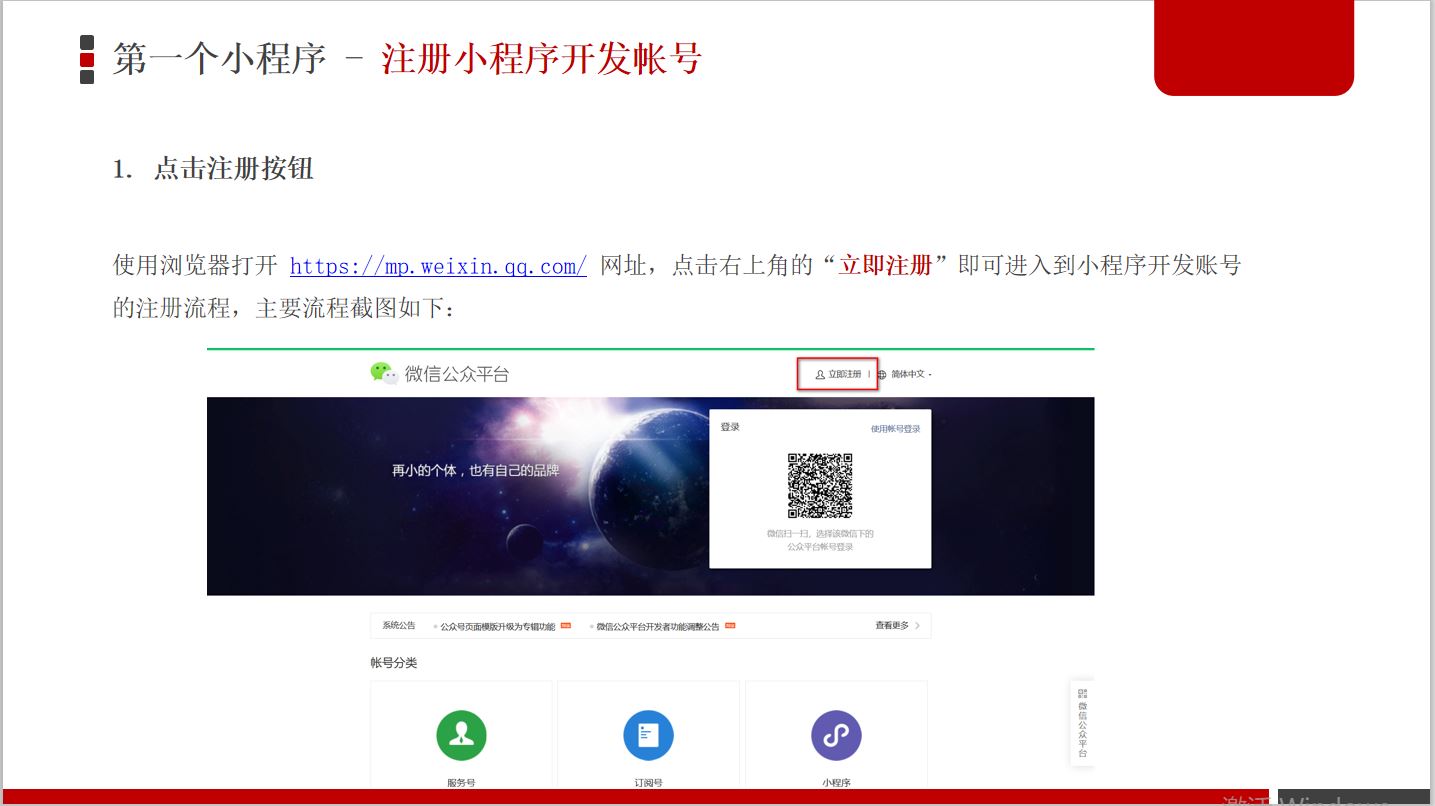 第一个小程序 - 注册小程序开发帐号
1. 点击注册按钮
使用浏览器打开 https://mp.weixin.qq.com/ 网址，点击右上角的“立即注册”即可进入到小程序开发账号
的注册流程，主要流程截图如下：
微信公众平台
立即注册 | 简体中文
登录 使用帐号登录
再小的个体，也有自己的品牌
微信扫一扫，选择该微信下的
公众平台帐号登录
系统公告 公众号页面模版升级为专辑功能 微信公众平台开发者功能调整公告 查看更多
帐号分类
微信公众平台
服务号 订阅号 小程序
激活 Windows